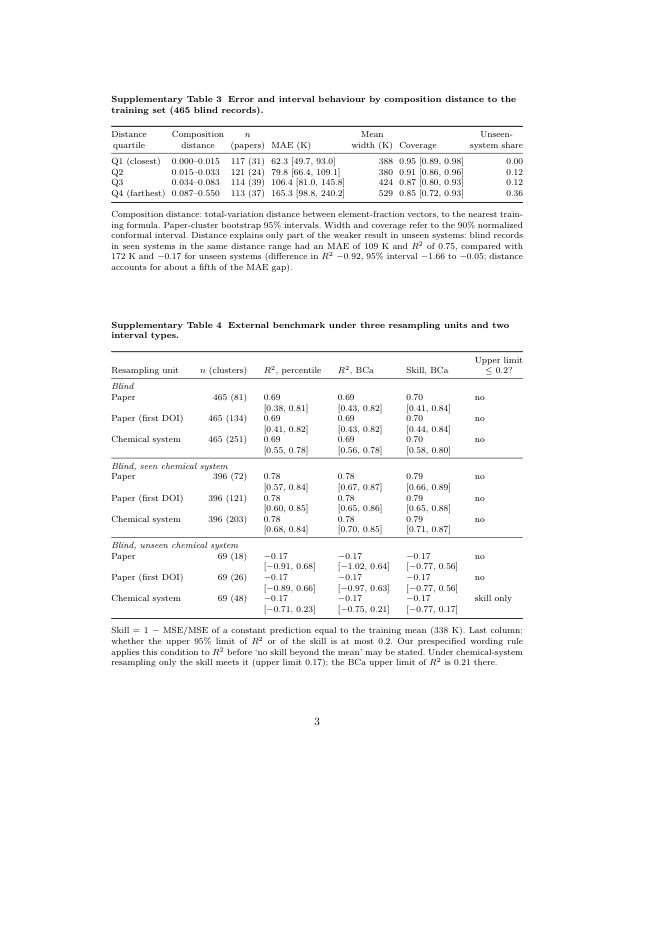 Supplementary Table 3 Error and interval behaviour by composition distance to the
training set (465 blind records).
Distance Composition n Mean Unseen-
quartile distance (papers) MAE (K) width (K) Coverage system share
Q1 (closest) 0.000–0.015 117 (31) 62.3 [49.7, 93.0] 388 0.95 [0.89, 0.98] 0.00
Q2 0.015–0.033 121 (24) 79.8 [66.4, 109.1] 380 0.91 [0.86, 0.96] 0.12
Q3 0.034–0.083 114 (39) 106.4 [81.0, 145.8] 424 0.87 [0.80, 0.93] 0.12
Q4 (farthest) 0.087–0.550 113 (37) 165.3 [98.8, 240.2] 529 0.85 [0.72, 0.93] 0.36
Composition distance: total-variation distance between element-fraction vectors, to the nearest train-
ing formula. Paper-cluster bootstrap 95% intervals. Width and coverage refer to the 90% normalized
conformal interval. Distance explains only part of the weaker result in unseen systems: blind records
in seen systems in the same distance range had an MAE of 109 K and R² of 0.75, compared with
172 K and −0.17 for unseen systems (difference in R² −0.92, 95% interval −1.66 to −0.05; distance
accounts for about a fifth of the MAE gap).
Supplementary Table 4 External benchmark under three resampling units and two
interval types.
Upper limit
Resampling unit n (clusters) R², percentile R², BCa Skill, BCa ≤ 0.2?
Blind
Paper 465 (81) 0.69 0.69 0.70 no
[0.38, 0.81] [0.43, 0.82] [0.41, 0.84]
Paper (first DOI) 465 (134) 0.69 0.69 0.70 no
[0.41, 0.82] [0.43, 0.82] [0.44, 0.84]
Chemical system 465 (251) 0.69 0.69 0.70 no
[0.55, 0.78] [0.56, 0.78] [0.58, 0.80]
Blind, seen chemical system
Paper 396 (72) 0.78 0.78 0.79 no
[0.57, 0.84] [0.67, 0.87] [0.66, 0.89]
Paper (first DOI) 396 (121) 0.78 0.78 0.79 no
[0.60, 0.85] [0.65, 0.86] [0.65, 0.88]
Chemical system 396 (203) 0.78 0.78 0.79 no
[0.68, 0.84] [0.70, 0.85] [0.71, 0.87]
Blind, unseen chemical system
Paper 69 (18) −0.17 −0.17 −0.17 no
[−0.91, 0.68] [−1.02, 0.64] [−0.77, 0.56]
Paper (first DOI) 69 (26) −0.17 −0.17 −0.17 no
[−0.89, 0.66] [−0.97, 0.63] [−0.77, 0.56]
Chemical system 69 (48) −0.17 −0.17 −0.17 skill only
[−0.71, 0.23] [−0.75, 0.21] [−0.77, 0.17]
Skill = 1 − MSE/MSE of a constant prediction equal to the training mean (338 K). Last column:
whether the upper 95% limit of R² or of the skill is at most 0.2. Our prespecified wording rule
applies this condition to R² before ‘no skill beyond the mean’ may be stated. Under chemical-system
resampling only the skill meets it (upper limit 0.17); the BCa upper limit of R² is 0.21 there.
3